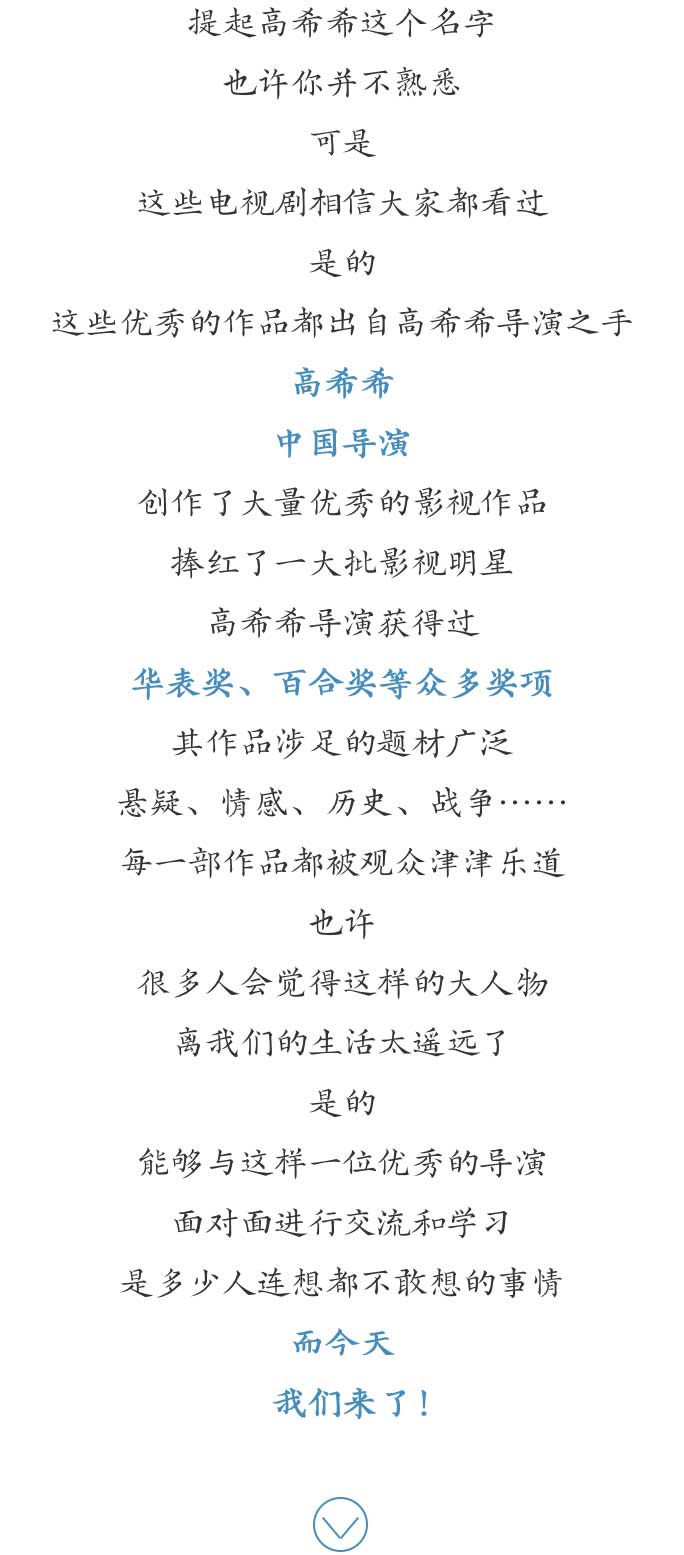 提起高希希这个名字
也许你并不熟悉
可是
这些电视剧相信大家都看过
是的
这些优秀的作品都出自高希希导演之手
高希希
中国导演
创作了大量优秀的影视作品
捧红了一大批影视明星
高希希导演获得过
华表奖、百合奖等众多奖项
其作品涉足的题材广泛
悬疑、情感、历史、战争……
每一部作品都被观众津津乐道
也许
很多人会觉得这样的大人物
离我们的生活太遥远了
是的
能够与这样一位优秀的导演
面对面进行交流和学习
是多少人连想都不敢想的事情
而今天
我们来了！